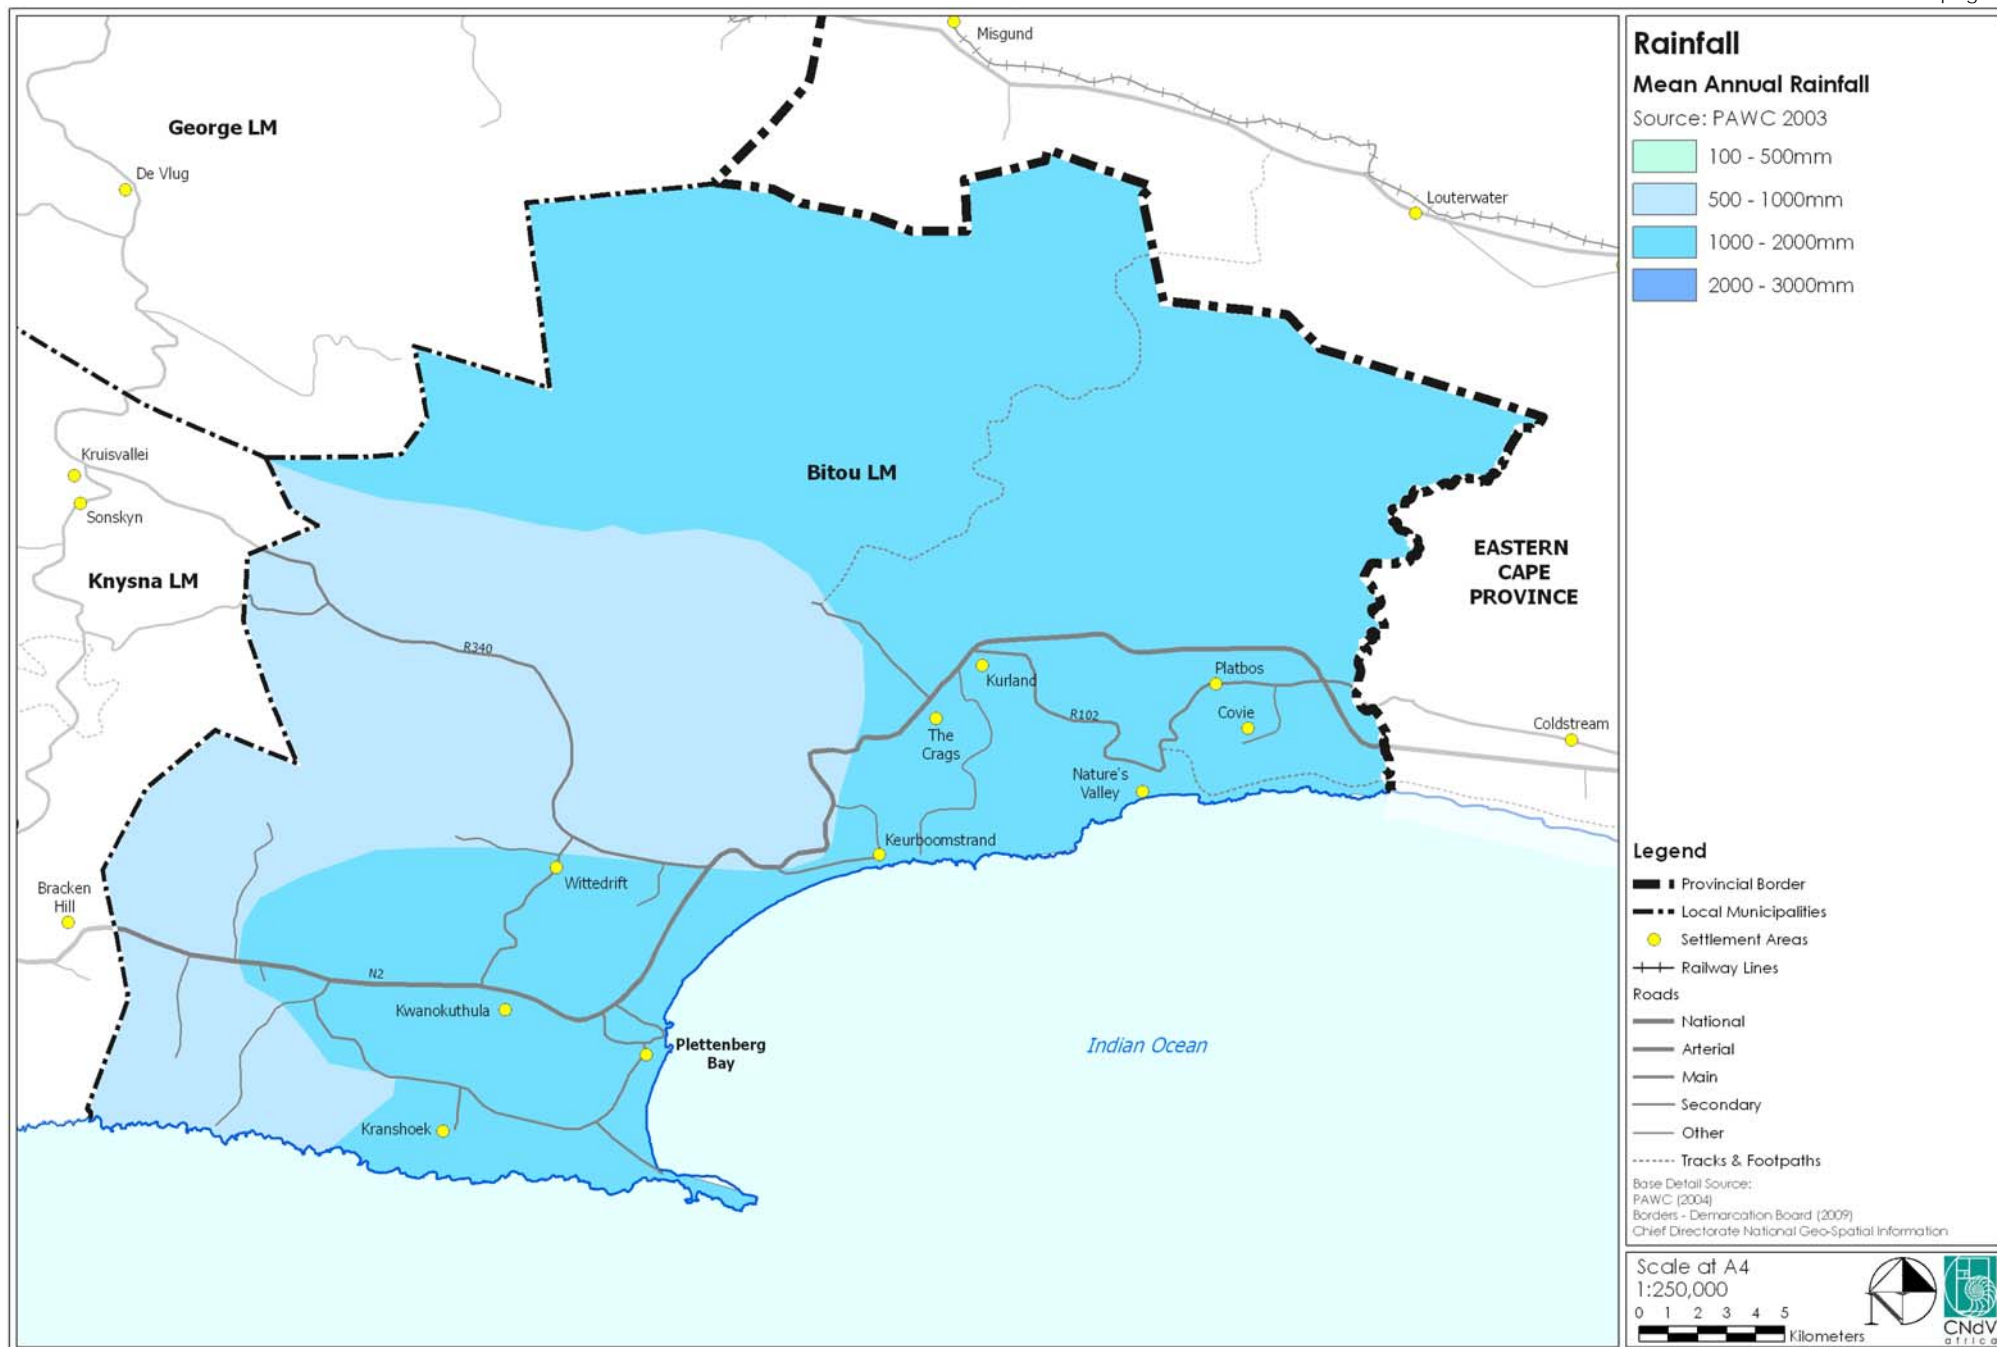 Misgund
George LM
De Vlug
Louterwater
Kruisvallei
Sonskyn
Knysna LM
Bitou LM
EASTERN
CAPE
PROVINCE
R340
Kurland
Platbos
R102
Covie
The
Crags
Coldstream
Nature's
Valley
Keurboomstrand
Wittedrift
Bracken
Hill
N2
Kwanokuthula
Plettenberg
Bay
Indian Ocean
Kranshoek
Rainfall
Mean Annual Rainfall
Source: PAWC 2003
100 - 500mm
500 - 1000mm
1000 - 2000mm
2000 - 3000mm
Legend
Provincial Border
Local Municipalities
Settlement Areas
Railway Lines
Roads
National
Arterial
Main
Secondary
Other
Tracks & Footpaths
Base Detail Source:
PAWC (2004)
Borders - Demarcation Board (2009)
Chief Directorate National Geo-Spatial Information
Scale at A4
1:250,000
0 1 2 3 4 5
Kilometers
CNdV
africa